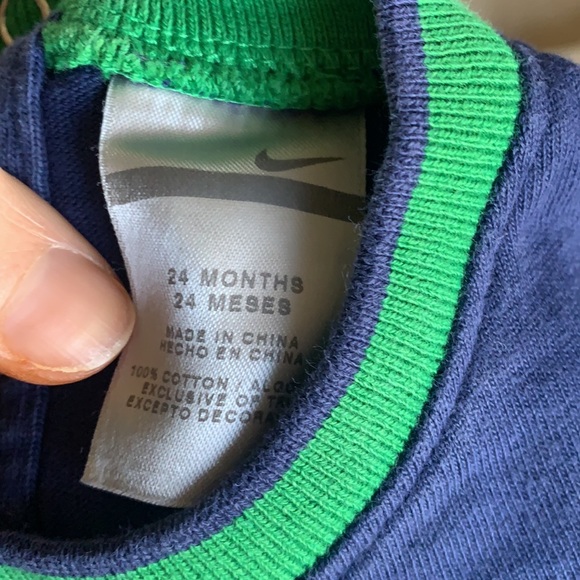 24 MONTHS
24 MESES
MADE IN CHINA
HECHO EN CHINA
100% COTTON /
EXCLUSIVE OF
EXCEPTO